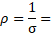 ρ = 1/σ =